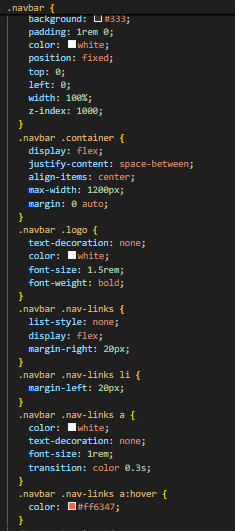 .navbar {
background: #333;
padding: 1rem 0;
color: white;
position: fixed;
top: 0;
left: 0;
width: 100%;
z-index: 1000;
}
.navbar .container {
display: flex;
justify-content: space-between;
align-items: center;
max-width: 1200px;
margin: 0 auto;
}
.navbar .logo {
text-decoration: none;
color: white;
font-size: 1.5rem;
font-weight: bold;
}
.navbar .nav-links {
list-style: none;
display: flex;
margin-right: 20px;
}
.navbar .nav-links li {
margin-left: 20px;
}
.navbar .nav-links a {
color: white;
text-decoration: none;
font-size: 1rem;
transition: color 0.3s;
}
.navbar .nav-links a:hover {
color: #ff6347;
}